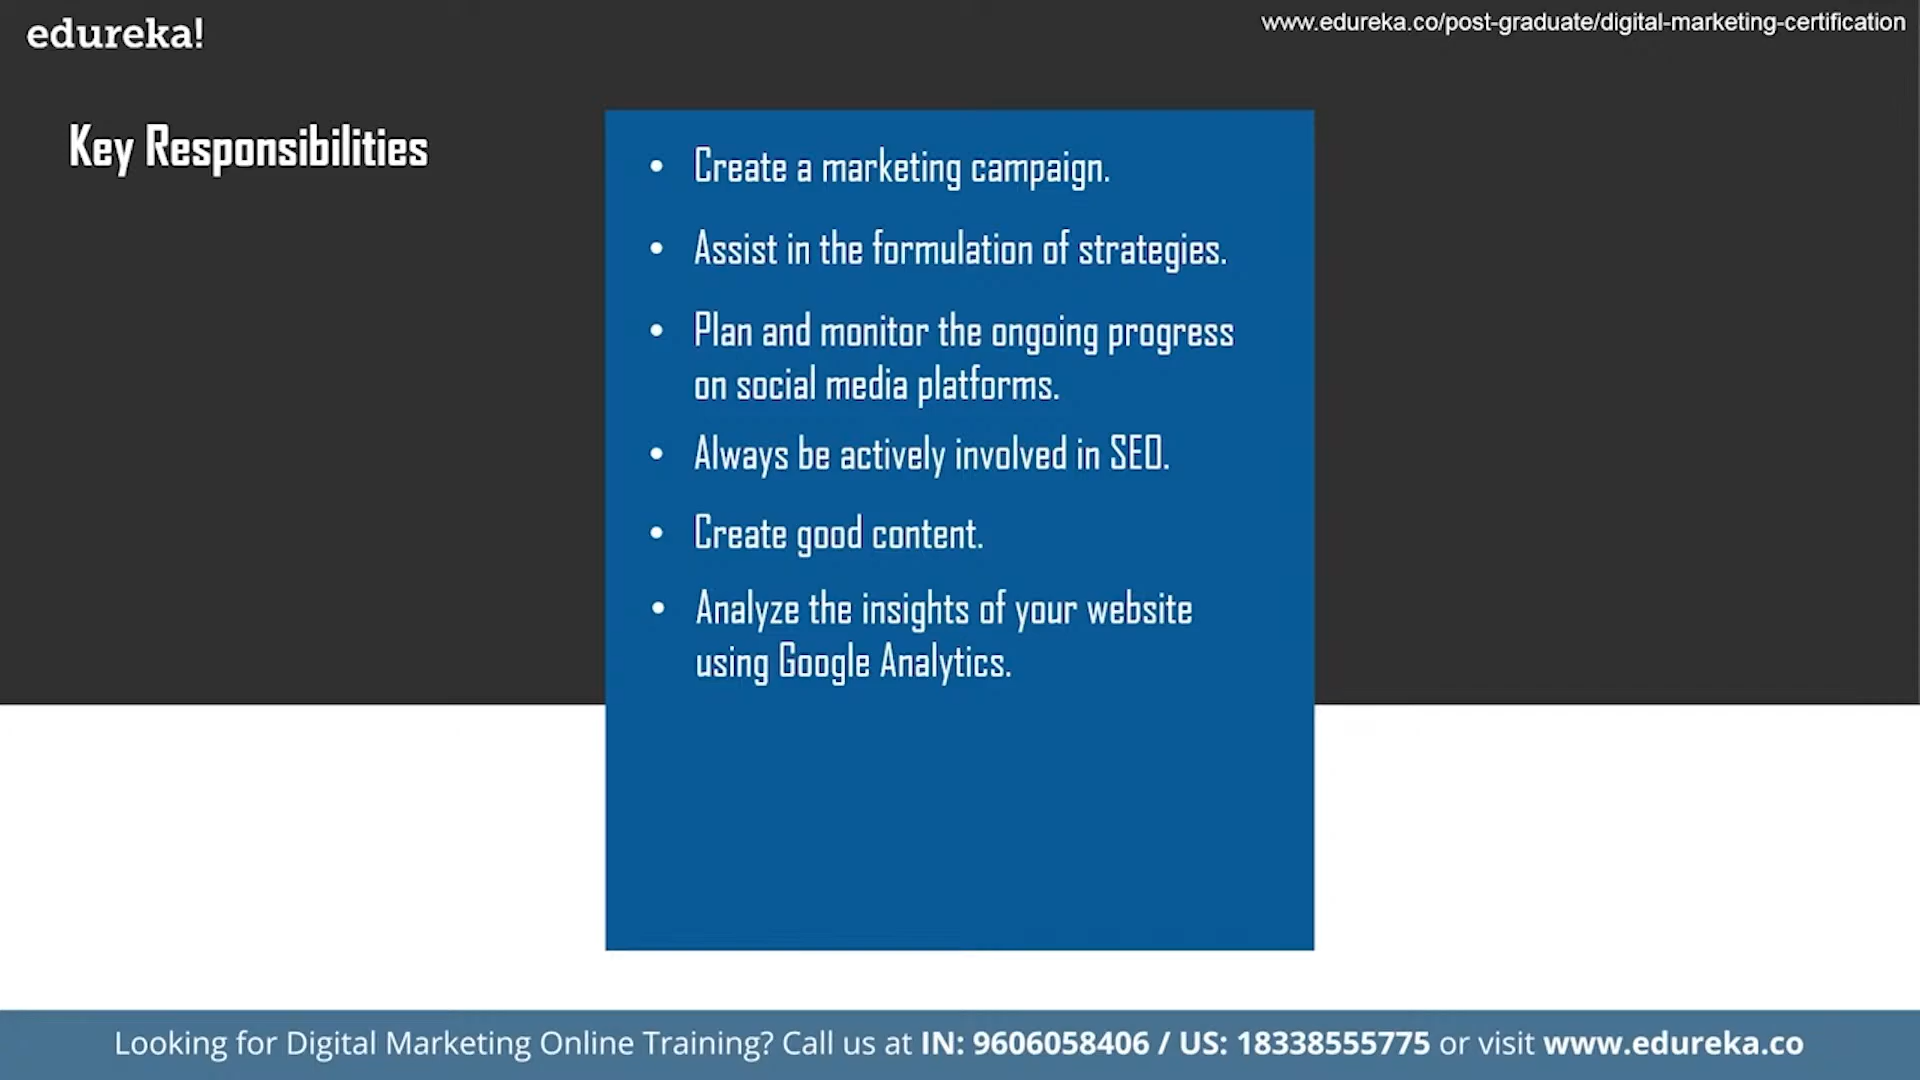 edureka!
www.edureka.co/post-graduate/digital-marketing-certification
Key Responsibilities
• Create a marketing campaign.
• Assist in the formulation of strategies.
• Plan and monitor the ongoing progress
on social media platforms.
• Always be actively involved in SEO.
• Create good content.
• Analyze the insights of your website
using Google Analytics.
Looking for Digital Marketing Online Training? Call us at IN: 9606058406 / US: 18338555775 or visit www.edureka.co